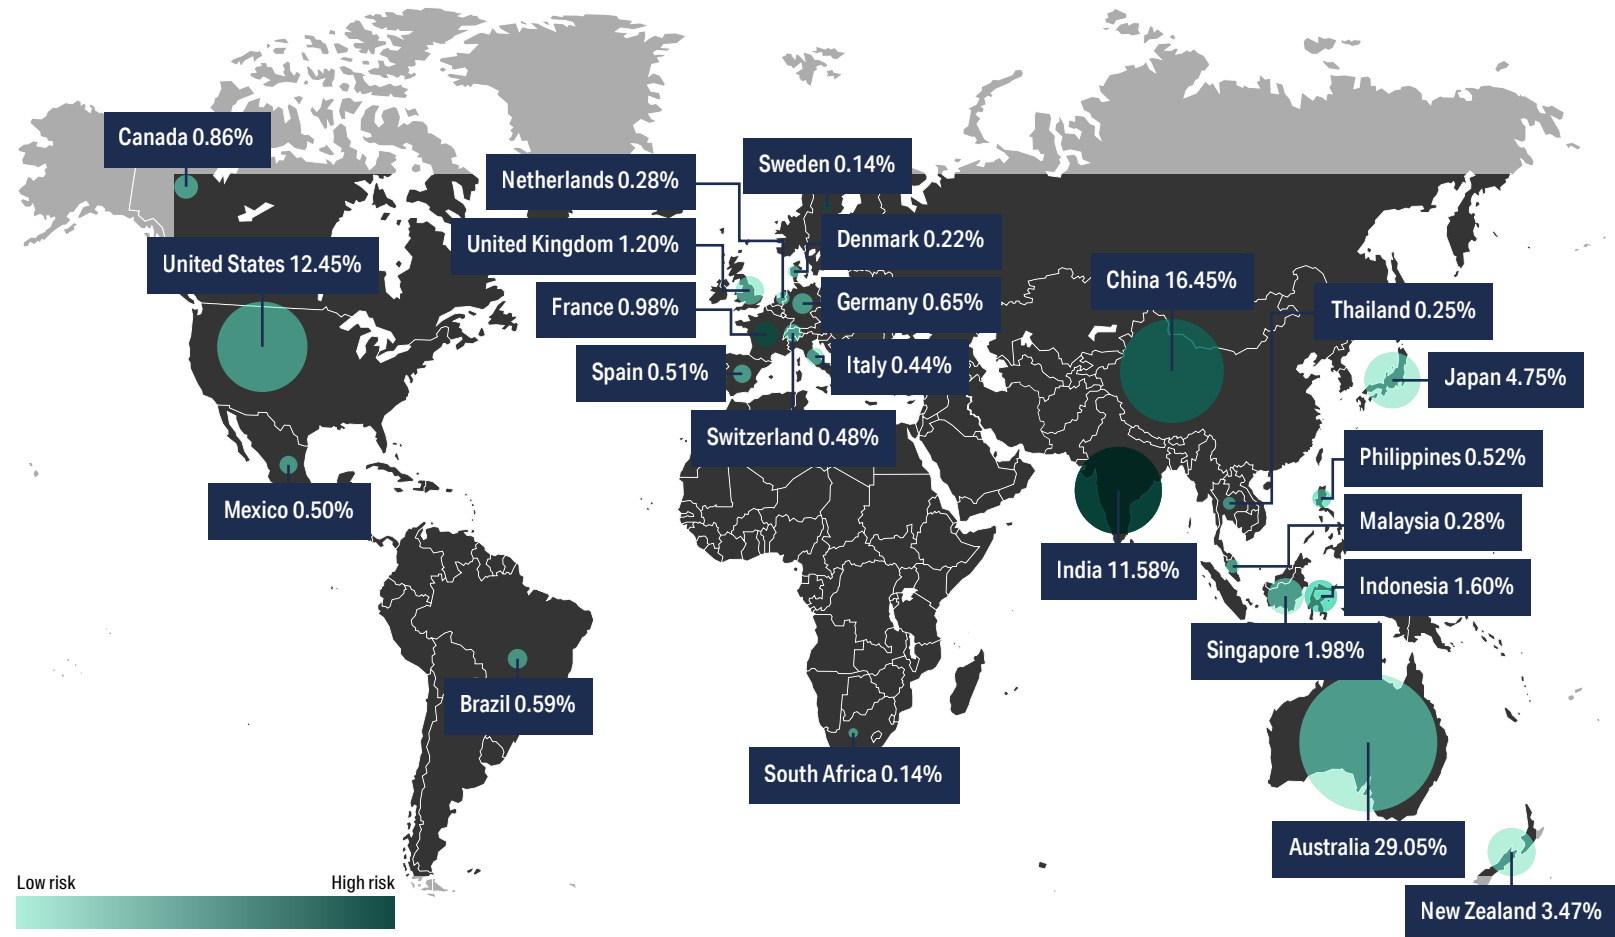 Canada 0.86%
Sweden 0.14%
Netherlands 0.28%
United Kingdom 1.20%
Denmark 0.22%
United States 12.45%
China 16.45%
France 0.98%
Germany 0.65%
Thailand 0.25%
Spain 0.51%
Italy 0.44%
Japan 4.75%
Switzerland 0.48%
Philippines 0.52%
Mexico 0.50%
Malaysia 0.28%
India 11.58%
Indonesia 1.60%
Singapore 1.98%
Brazil 0.59%
South Africa 0.14%
Australia 29.05%
Low risk
High risk
New Zealand 3.47%